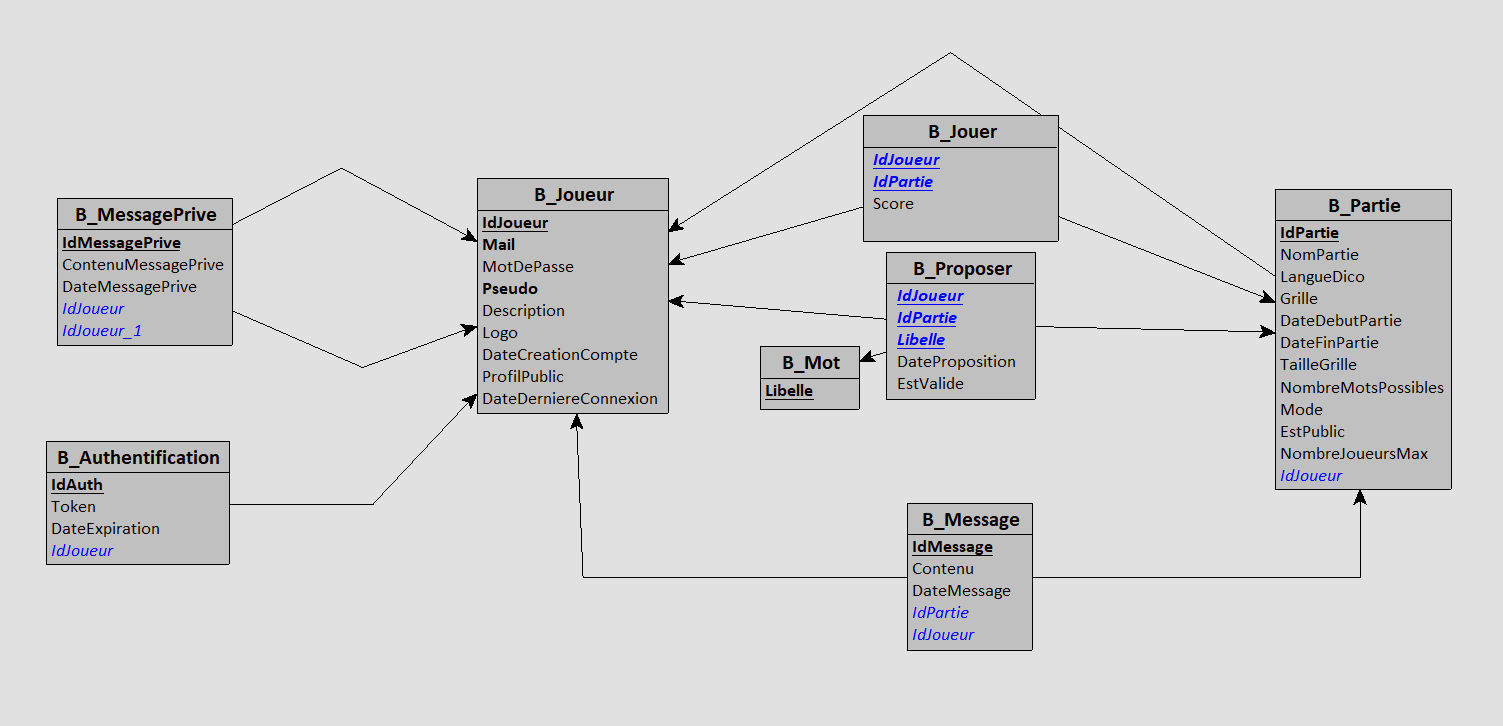 B_MessagePrive
IdMessagePrive
ContenuMessagePrive
DateMessagePrive
IdJoueur
IdJoueur_1
B_Authentification
IdAuth
Token
DateExpiration
IdJoueur
B_Joueur
IdJoueur
Mail
MotDePasse
Pseudo
Description
Logo
DateCreationCompte
ProfilPublic
DateDerniereConnexion
B_Jouer
IdJoueur
IdPartie
Score
B_Proposer
IdJoueur
IdPartie
Libelle
DateProposition
EstValide
B_Mot
Libelle
B_Message
IdMessage
Contenu
DateMessage
IdPartie
IdJoueur
B_Partie
IdPartie
NomPartie
LangueDico
Grille
DateDebutPartie
DateFinPartie
TailleGrille
NombreMotsPossibles
Mode
EstPublic
NombreJoueursMax
IdJoueur